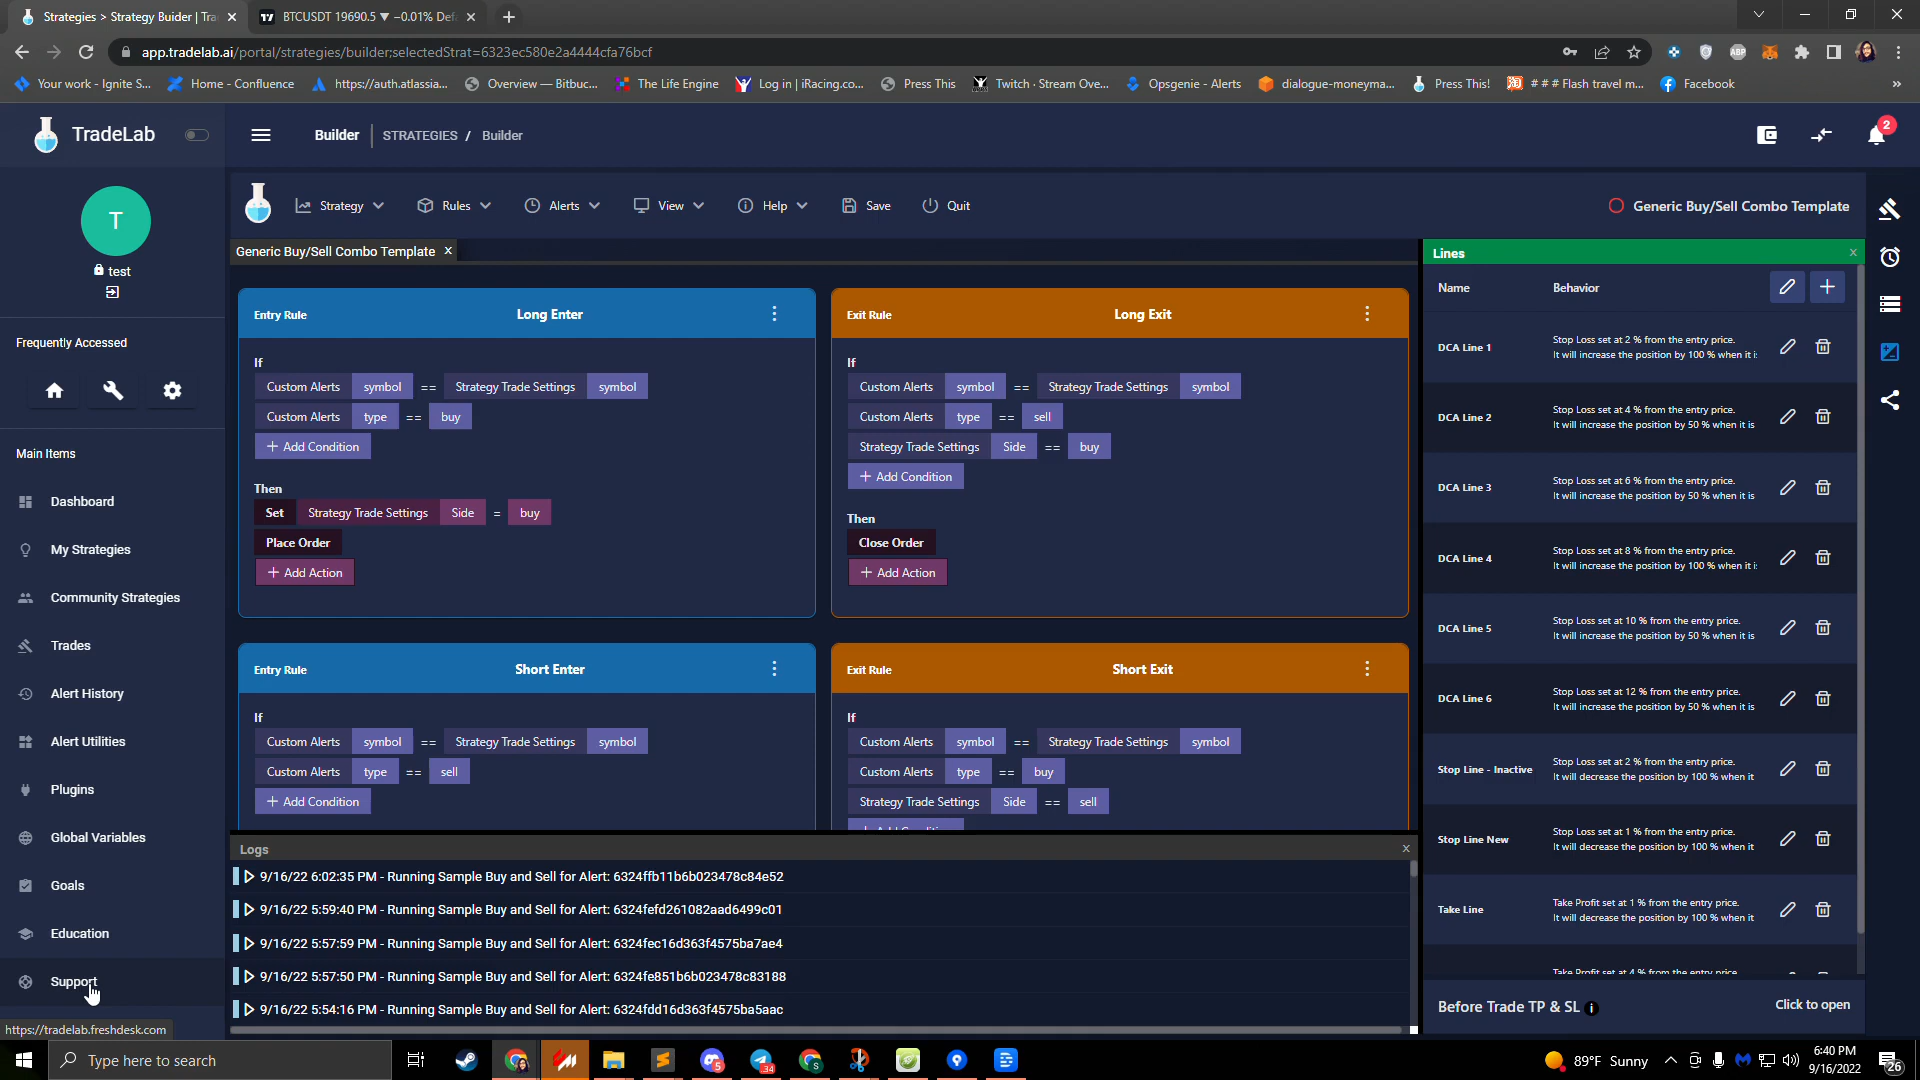 Strategies > Strategy Buider | Tra
BTCUSDT 19690.5 ▼ −0.01% Def
app.tradelab.ai/portal/strategies/builder;selectedStrat=6323ec580e2a4444cfa76bcf
Your work - Ignite S...
Home - Confluence
https://auth.atlassia...
Overview — Bitbuc...
The Life Engine
Log in | iRacing.co...
Press This
Twitch - Stream Ove...
Opsgenie - Alerts
dialogue-moneyma...
Press This!
# # # Flash travel m...
Facebook
»
TradeLab
Builder
STRATEGIES / Builder
2
T
test
Frequently Accessed
Main Items
Dashboard
My Strategies
Community Strategies
Trades
Alert History
Alert Utilities
Plugins
Global Variables
Goals
Education
Support
https://tradelab.freshdesk.com
Strategy
Rules
Alerts
View
Help
Save
Quit
Generic Buy/Sell Combo Template
Generic Buy/Sell Combo Template x
Entry Rule Long Enter
If
Custom Alerts symbol == Strategy Trade Settings symbol
Custom Alerts type == buy
+ Add Condition
Then
Set Strategy Trade Settings Side = buy
Place Order
+ Add Action
Exit Rule Long Exit
If
Custom Alerts symbol == Strategy Trade Settings symbol
Custom Alerts type == sell
Strategy Trade Settings Side == buy
+ Add Condition
Then
Close Order
+ Add Action
Entry Rule Short Enter
If
Custom Alerts symbol == Strategy Trade Settings symbol
Custom Alerts type == sell
+ Add Condition
Exit Rule Short Exit
If
Custom Alerts symbol == Strategy Trade Settings symbol
Custom Alerts type == buy
Strategy Trade Settings Side == sell
+ Add Condition
Logs x
9/16/22 6:02:35 PM - Running Sample Buy and Sell for Alert: 6324ffb11b6b023478c84e52
9/16/22 5:59:40 PM - Running Sample Buy and Sell for Alert: 6324fefd261082aad6499c01
9/16/22 5:57:59 PM - Running Sample Buy and Sell for Alert: 6324fec16d363f4575ba7ae4
9/16/22 5:57:50 PM - Running Sample Buy and Sell for Alert: 6324fe851b6b023478c83188
9/16/22 5:54:16 PM - Running Sample Buy and Sell for Alert: 6324fdd16d363f4575ba5aac
Lines x
Name Behavior
DCA Line 1
Stop Loss set at 2 % from the entry price.
It will increase the position by 100 % when it i
DCA Line 2
Stop Loss set at 4 % from the entry price.
It will increase the position by 50 % when it is
DCA Line 3
Stop Loss set at 6 % from the entry price.
It will increase the position by 50 % when it is
DCA Line 4
Stop Loss set at 8 % from the entry price.
It will increase the position by 100 % when it i
DCA Line 5
Stop Loss set at 10 % from the entry price.
It will increase the position by 50 % when it is
DCA Line 6
Stop Loss set at 12 % from the entry price.
It will increase the position by 50 % when it is
Stop Line - Inactive
Stop Loss set at 2 % from the entry price.
It will decrease the position by 100 % when it
Stop Line New
Stop Loss set at 1 % from the entry price.
It will decrease the position by 100 % when it
Take Line
Take Profit set at 1 % from the entry price.
It will decrease the position by 100 % when it
Take Profit set at 4 % from the entry price.
Before Trade TP & SL
Click to open
Type here to search
5
34
S
89°F Sunny
6:40 PM
9/16/2022
26